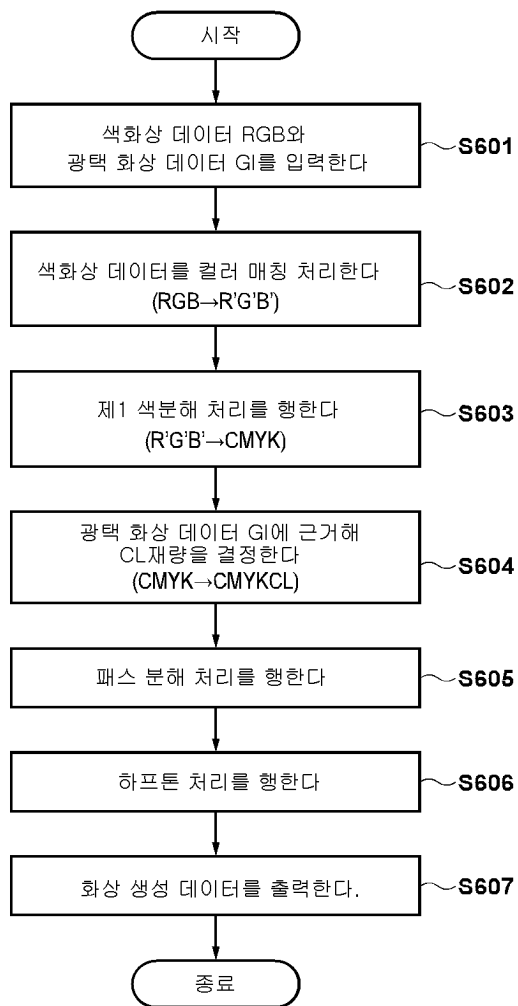 시작
색화상 데이터 RGB와
광택 화상 데이터 GI를 입력한다
S601
색화상 데이터를 컬러 매칭 처리한다
(RGB→R'G'B')
S602
제1 색분해 처리를 행한다
(R'G'B'→CMYK)
S603
광택 화상 데이터 GI에 근거해
CL재량을 결정한다
(CMYK→CMYKCL)
S604
패스 분해 처리를 행한다
S605
하프톤 처리를 행한다
S606
화상 생성 데이터를 출력한다.
S607
종료